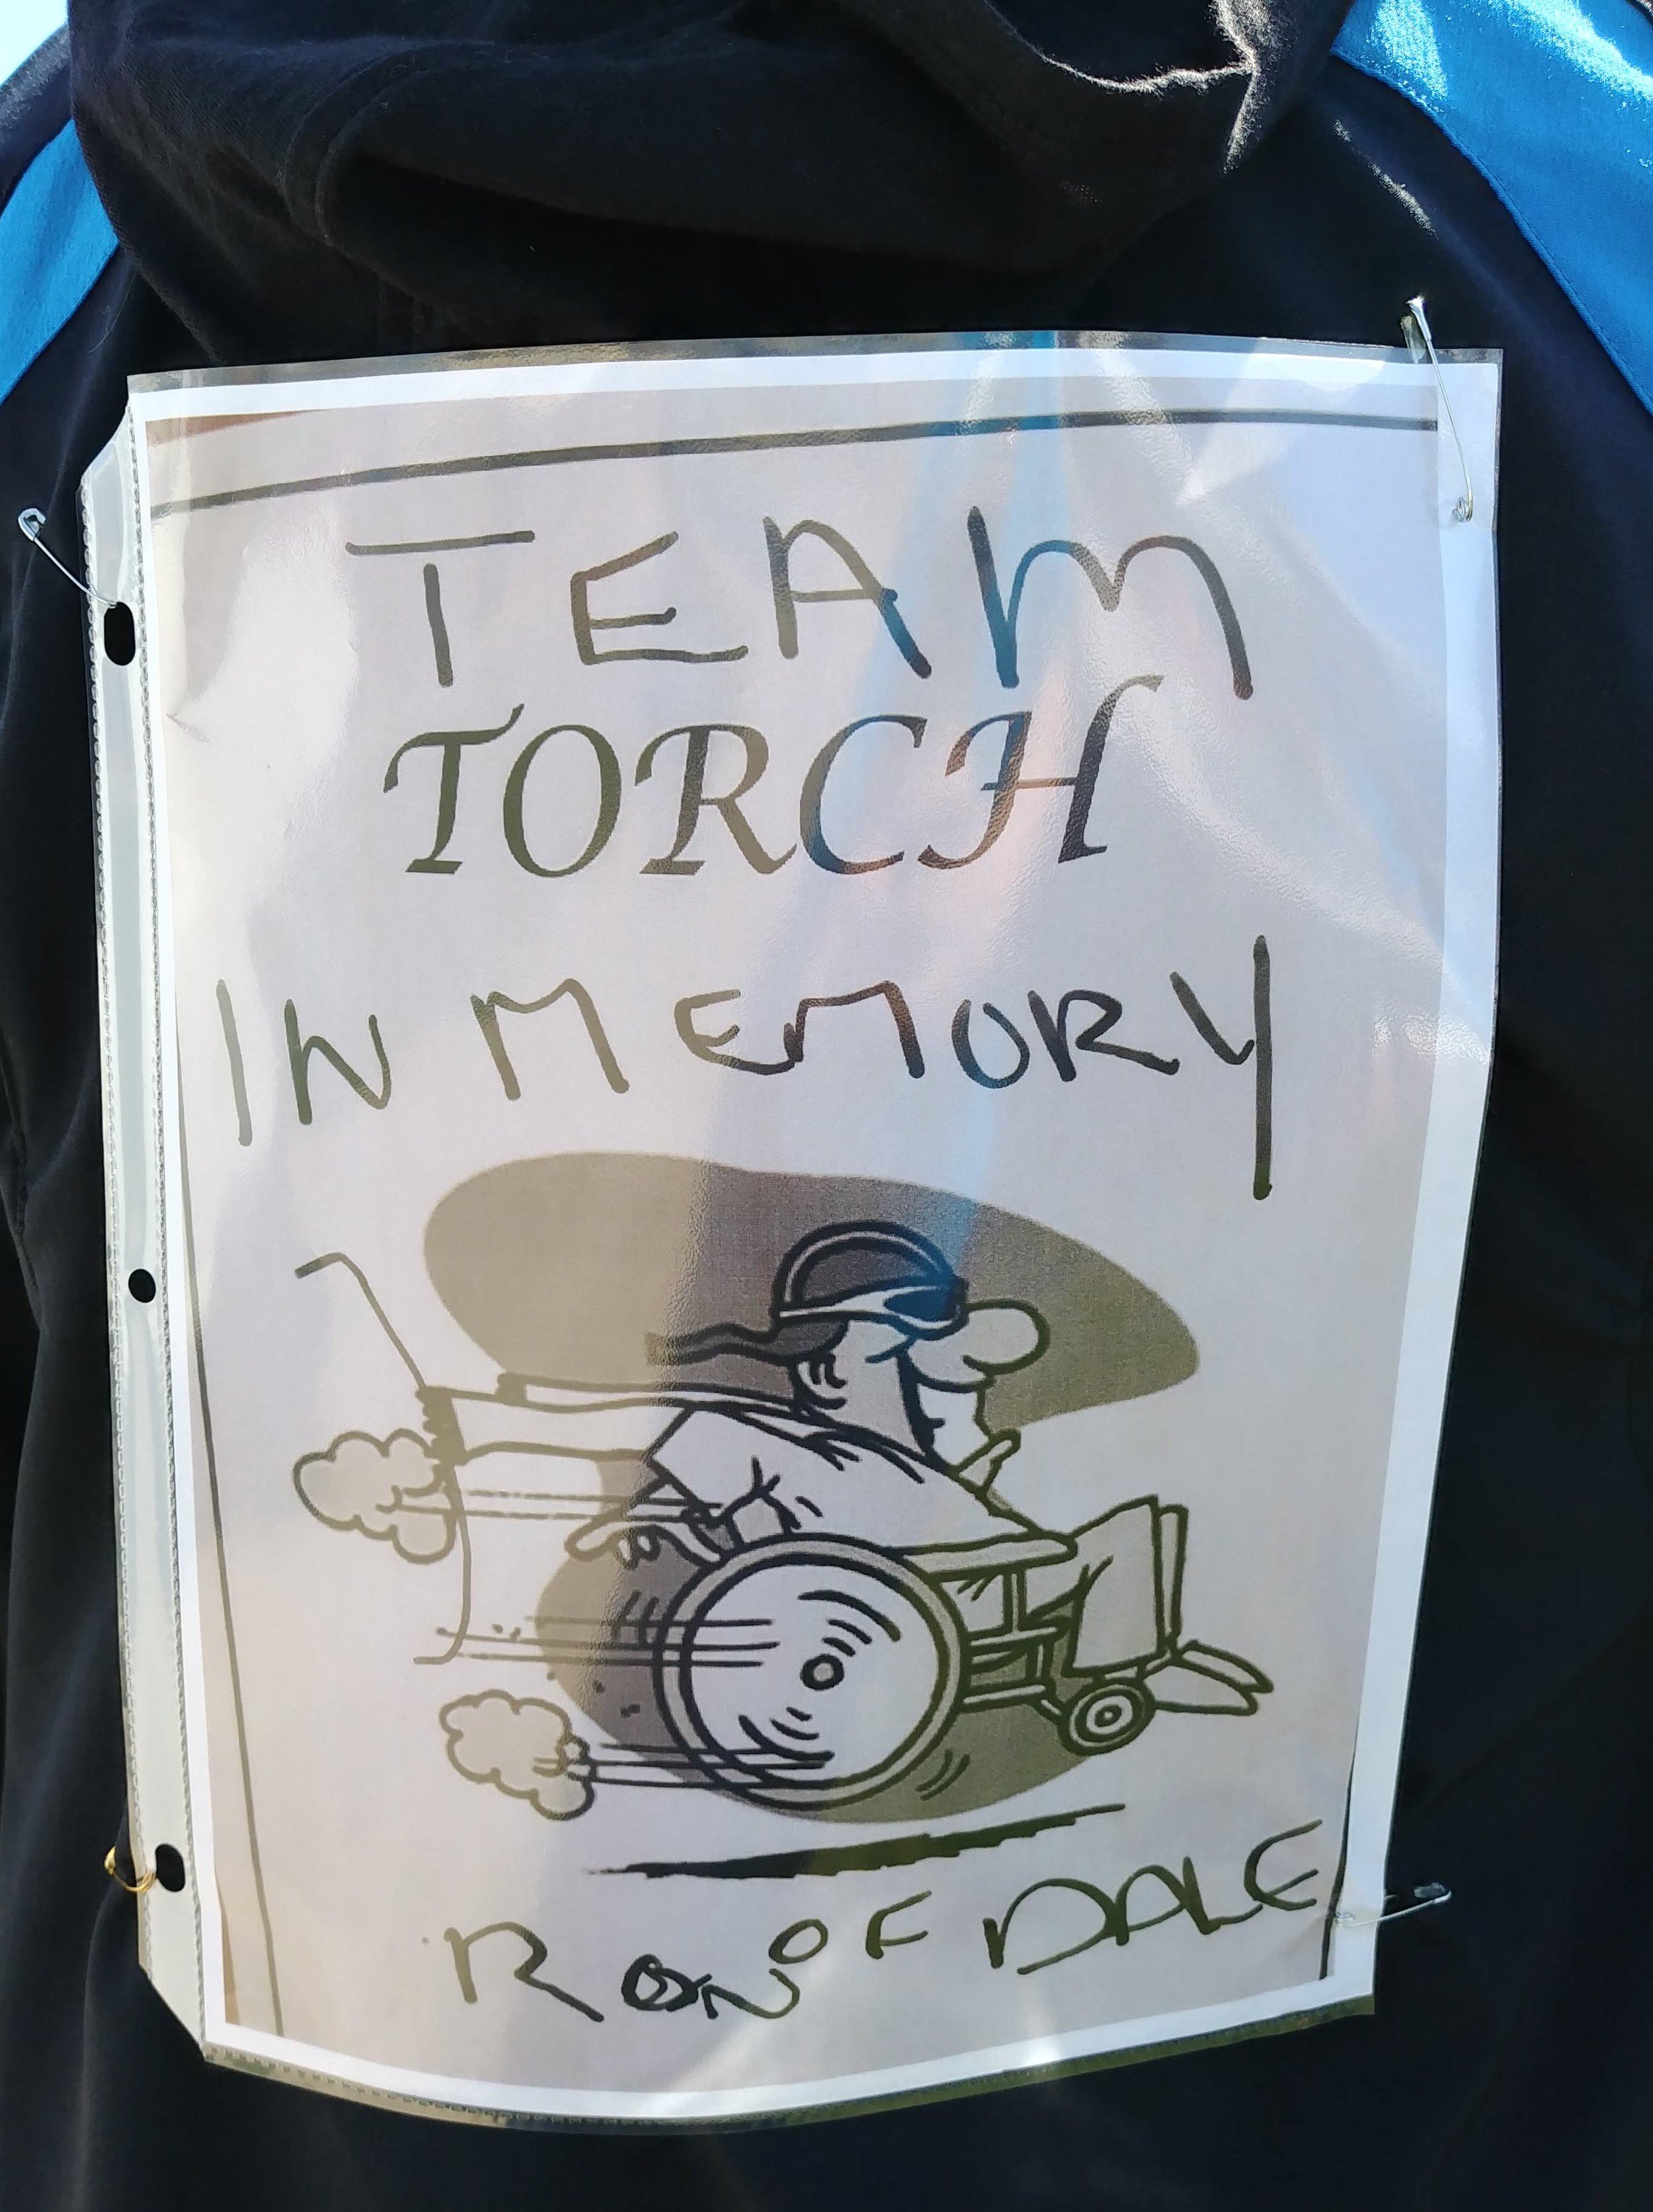 TEAM
TORCH
IN MEMORY
RON OF DALE